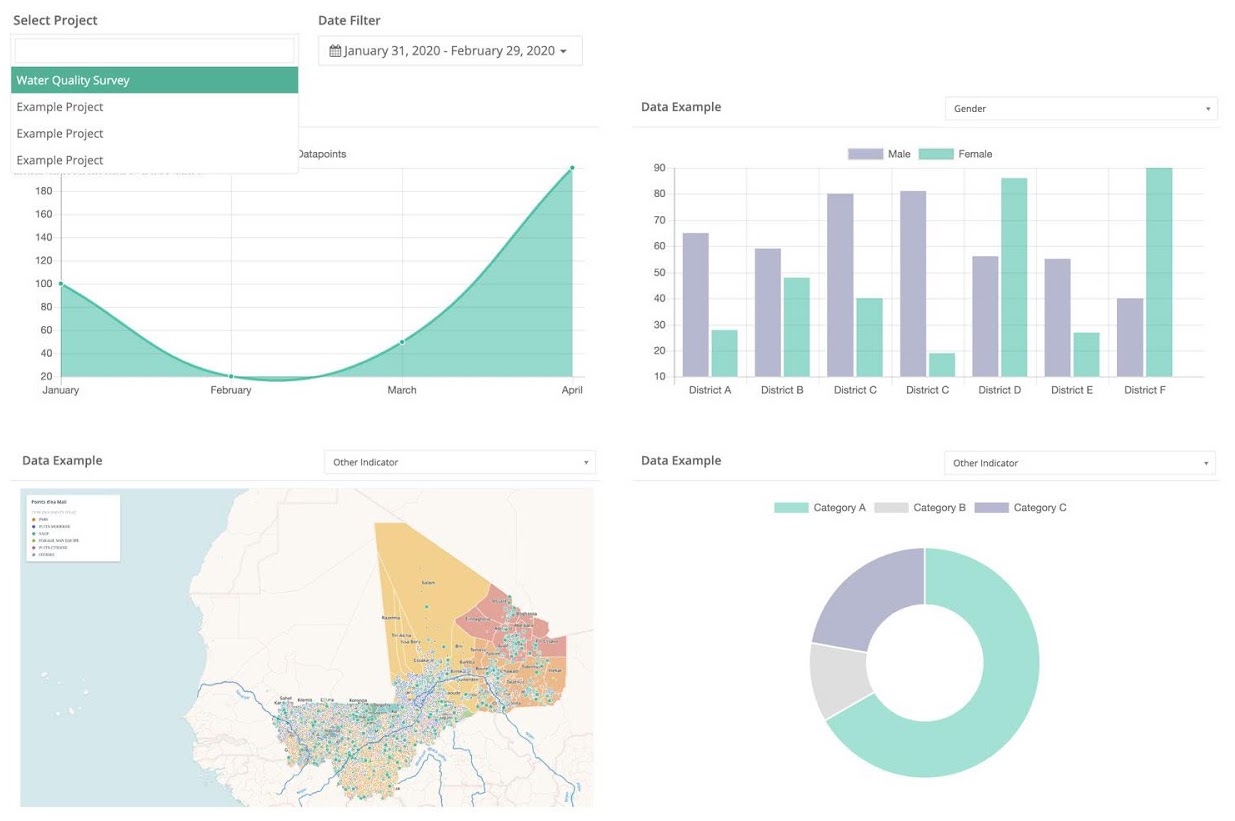 Select Project
Date Filter
January 31, 2020 - February 29, 2020
Water Quality Survey
Example Project
Example Project
Example Project
Datapoints
180
160
140
120
100
80
60
40
20
January February March April
Data Example
Gender
Male Female
90
80
70
60
50
40
30
20
10
District A District B District C District C District D District E District F
Data Example
Other Indicator
Points d'eau Mali
Salam
Data Example
Other Indicator
Category A Category B Category C